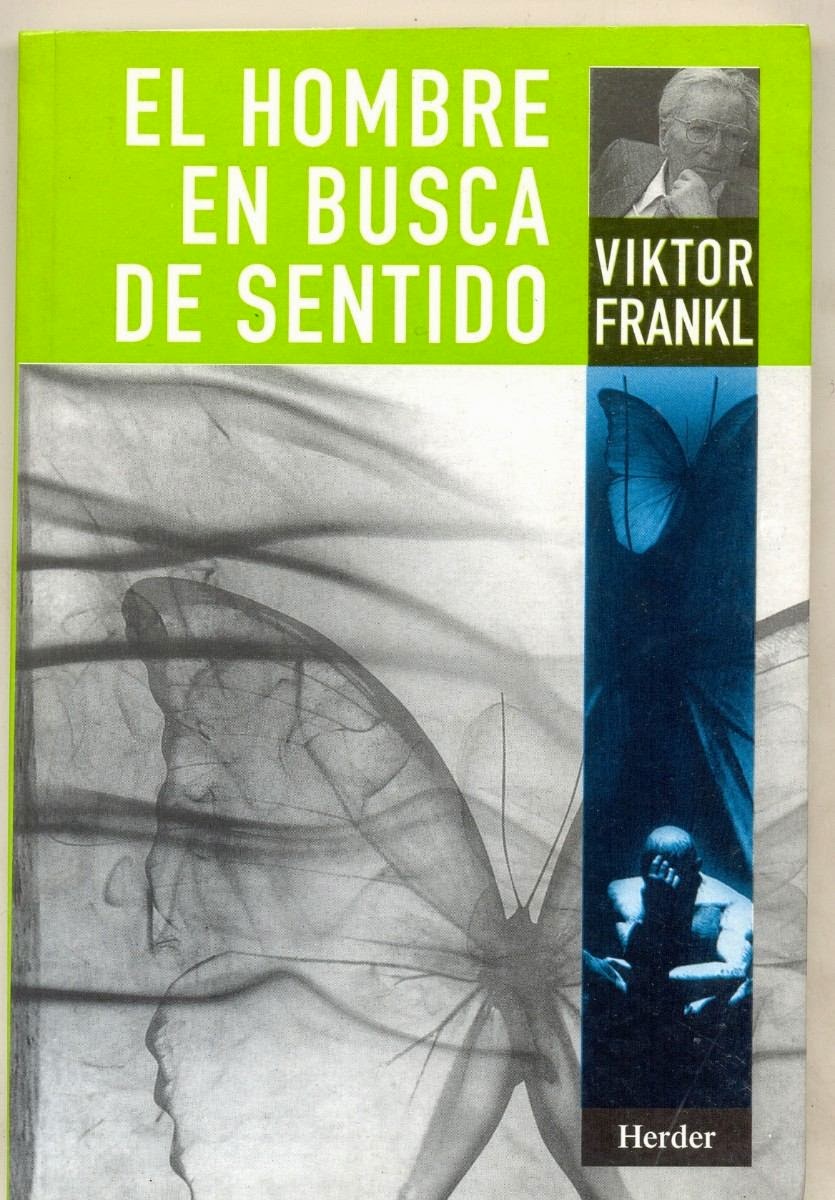 EL HOMBRE
EN BUSCA
DE SENTIDO
VIKTOR
FRANKL
Herder